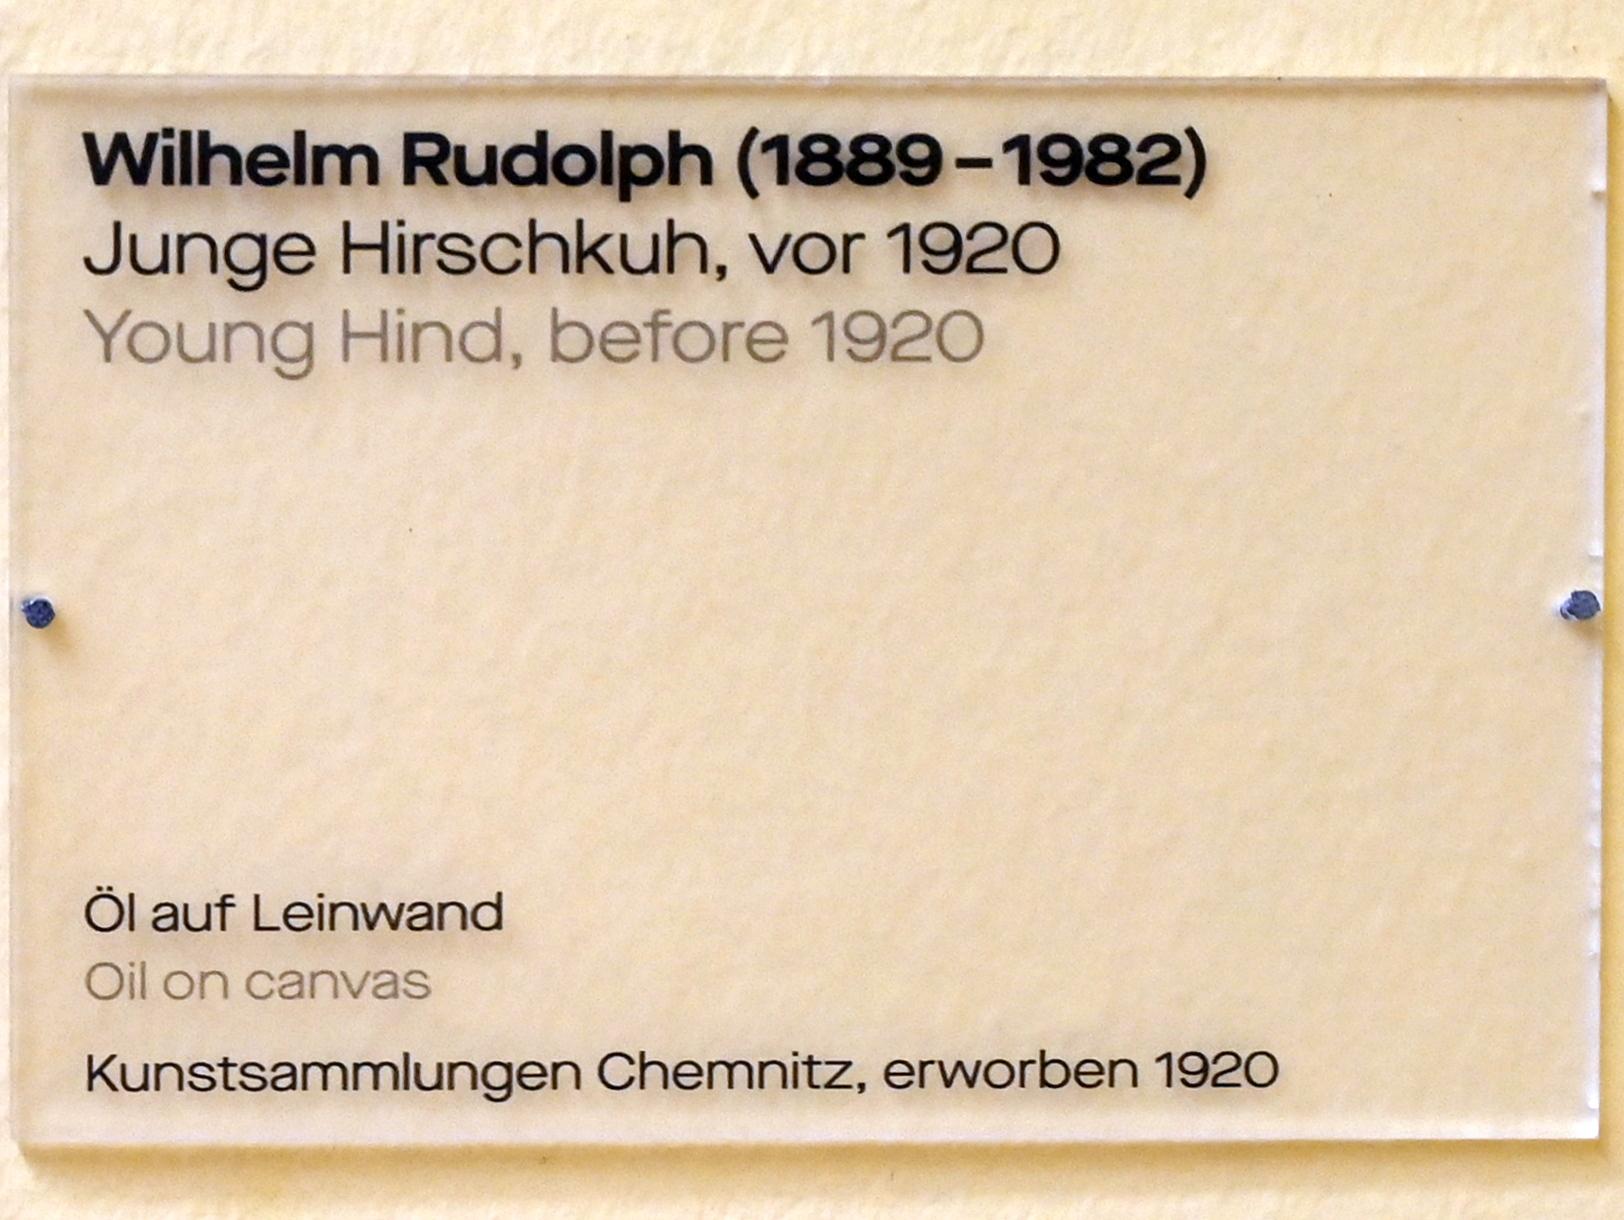 Wilhelm Rudolph (1889–1982)
Junge Hirschkuh, vor 1920
Young Hind, before 1920
Öl auf Leinwand
Oil on canvas
Kunstsammlungen Chemnitz, erworben 1920